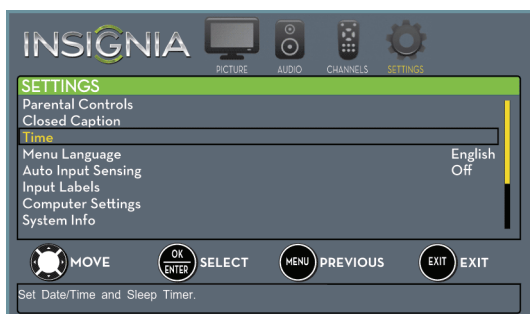 INSIGNIA
PICTURE AUDIO CHANNELS SETTINGS
SETTINGS
Parental Controls
Closed Caption
Time
Menu Language English
Auto Input Sensing Off
Input Labels
Computer Settings
System Info
MOVE OK ENTER SELECT MENU PREVIOUS EXIT EXIT
Set Date/Time and Sleep Timer.